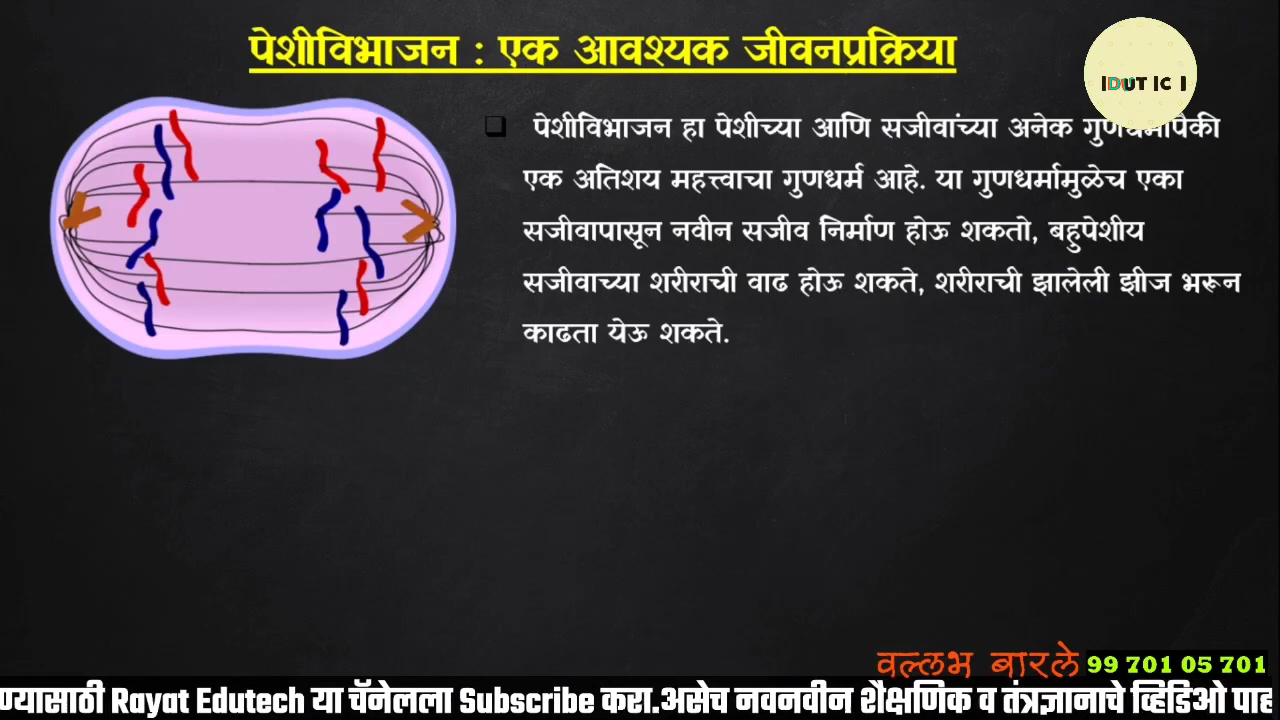 पेशीविभाजन : एक आवश्यक जीवनप्रक्रिया
पेशीविभाजन हा पेशीच्या आणि सजीवांच्या अनेक गुणधर्मांपैकी
एक अतिशय महत्त्वाचा गुणधर्म आहे. या गुणधर्मामुळेच एका
सजीवापासून नवीन सजीव निर्माण होऊ शकतो, बहुपेशीय
सजीवाच्या शरीराची वाढ होऊ शकते, शरीराची झालेली झीज भरून
काढता येऊ शकते.
वल्लभ बारले 99 701 05 701
Rayat Edutech या चॅनेलला Subscribe करा.असेच नवनवीन शैक्षणिक व तंत्रज्ञानाचे व्हिडिओ